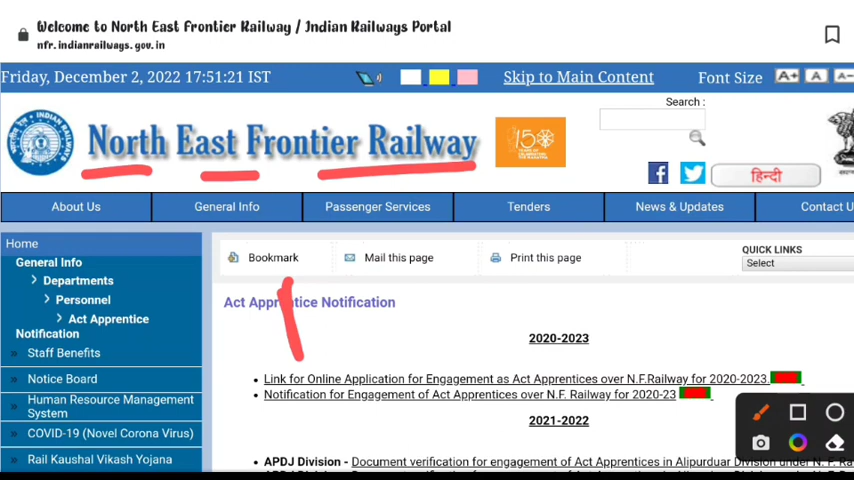 Welcome to North East Frontier Railway / Indian Railways Portal
nfr.indianrailways.gov.in
Friday, December 2, 2022 17:51:21 IST
Skip to Main Content
Font Size A+ A A-
INDIAN RAILWAYS
North East Frontier Railway
150
Search :
हिन्दी
About Us
General Info
Passenger Services
Tenders
News & Updates
Contact U
Home
General Info
Departments
Personnel
Act Apprentice
Notification
Staff Benefits
Notice Board
Human Resource Management
System
COVID-19 (Novel Corona Virus)
Rail Kaushal Vikash Yojana
Bookmark
Mail this page
Print this page
QUICK LINKS
Select
Act Apprentice Notification
2020-2023
Link for Online Application for Engagement as Act Apprentices over N.F.Railway for 2020-2023.
Notification for Engagement of Act Apprentices over N.F. Railway for 2020-23
2021-2022
APDJ Division - Document verification for engagement of Act Apprentices in Alipurduar Division under N. F. Ra